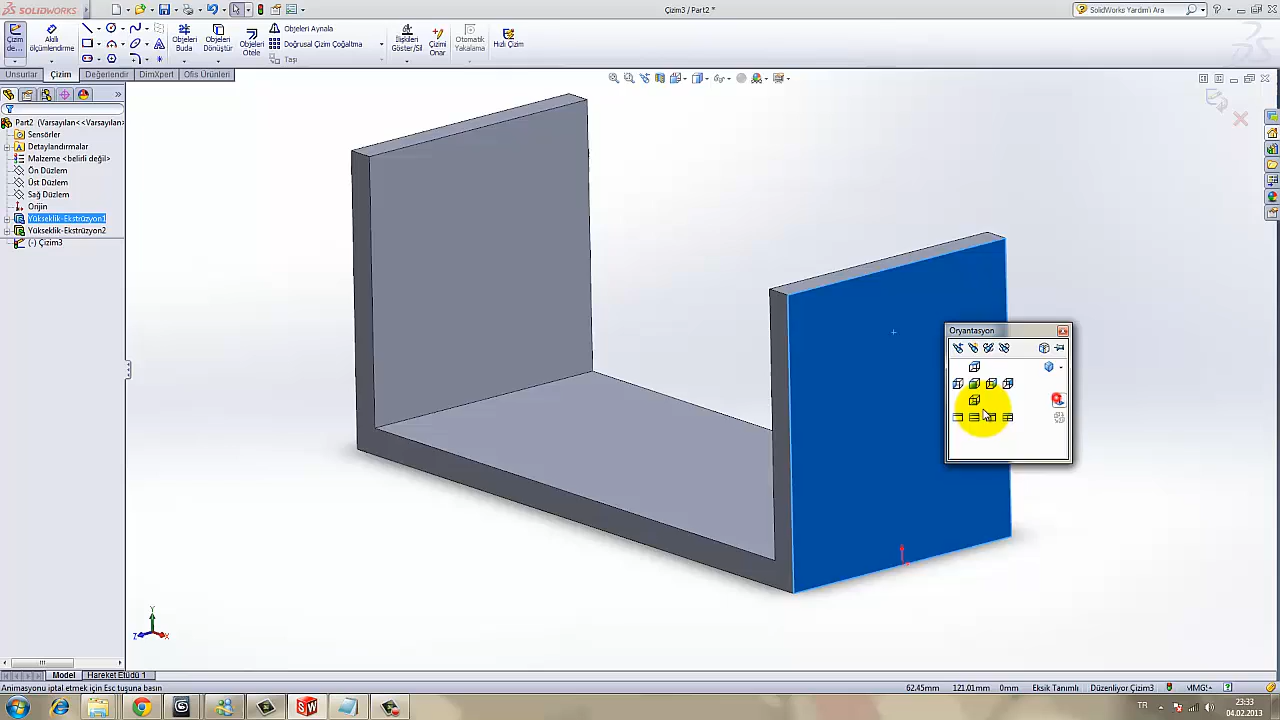 SOLIDWORKS
Çizim3 / Part2 *
SolidWorks Yardım'ı Ara
Çizim de...
Akıllı ölçümlendirme
Objeleri Buda
Objeleri Dönüştür
Objeleri Ötele
Objeleri Aynala
Doğrusal Çizim Çoğaltma
Taşı
İlişkileri Göster/Sil
Çizimi Onar
Otomatik Yakalama
Hızlı Çizim
Unsurlar
Çizim
Değerlendir
DimXpert
Ofis Ürünleri
Part2 (Varsayılan<<Varsayılan>
Sensörler
Detaylandırmalar
Malzeme <belirli değil>
Ön Düzlem
Üst Düzlem
Sağ Düzlem
Orijin
Yükseklik-Ekstrüzyon1
Yükseklik-Ekstrüzyon2
(-) Çizim3
Oryantasyon
Y
Z
X
Model
Hareket Etüdü 1
Animasyonu iptal etmek için Esc tuşuna basın
62.45mm
121.01mm
0mm
Eksik Tanımlı
Düzenliyor Çizim3
MMG!
TR
23:33
04.02.2013